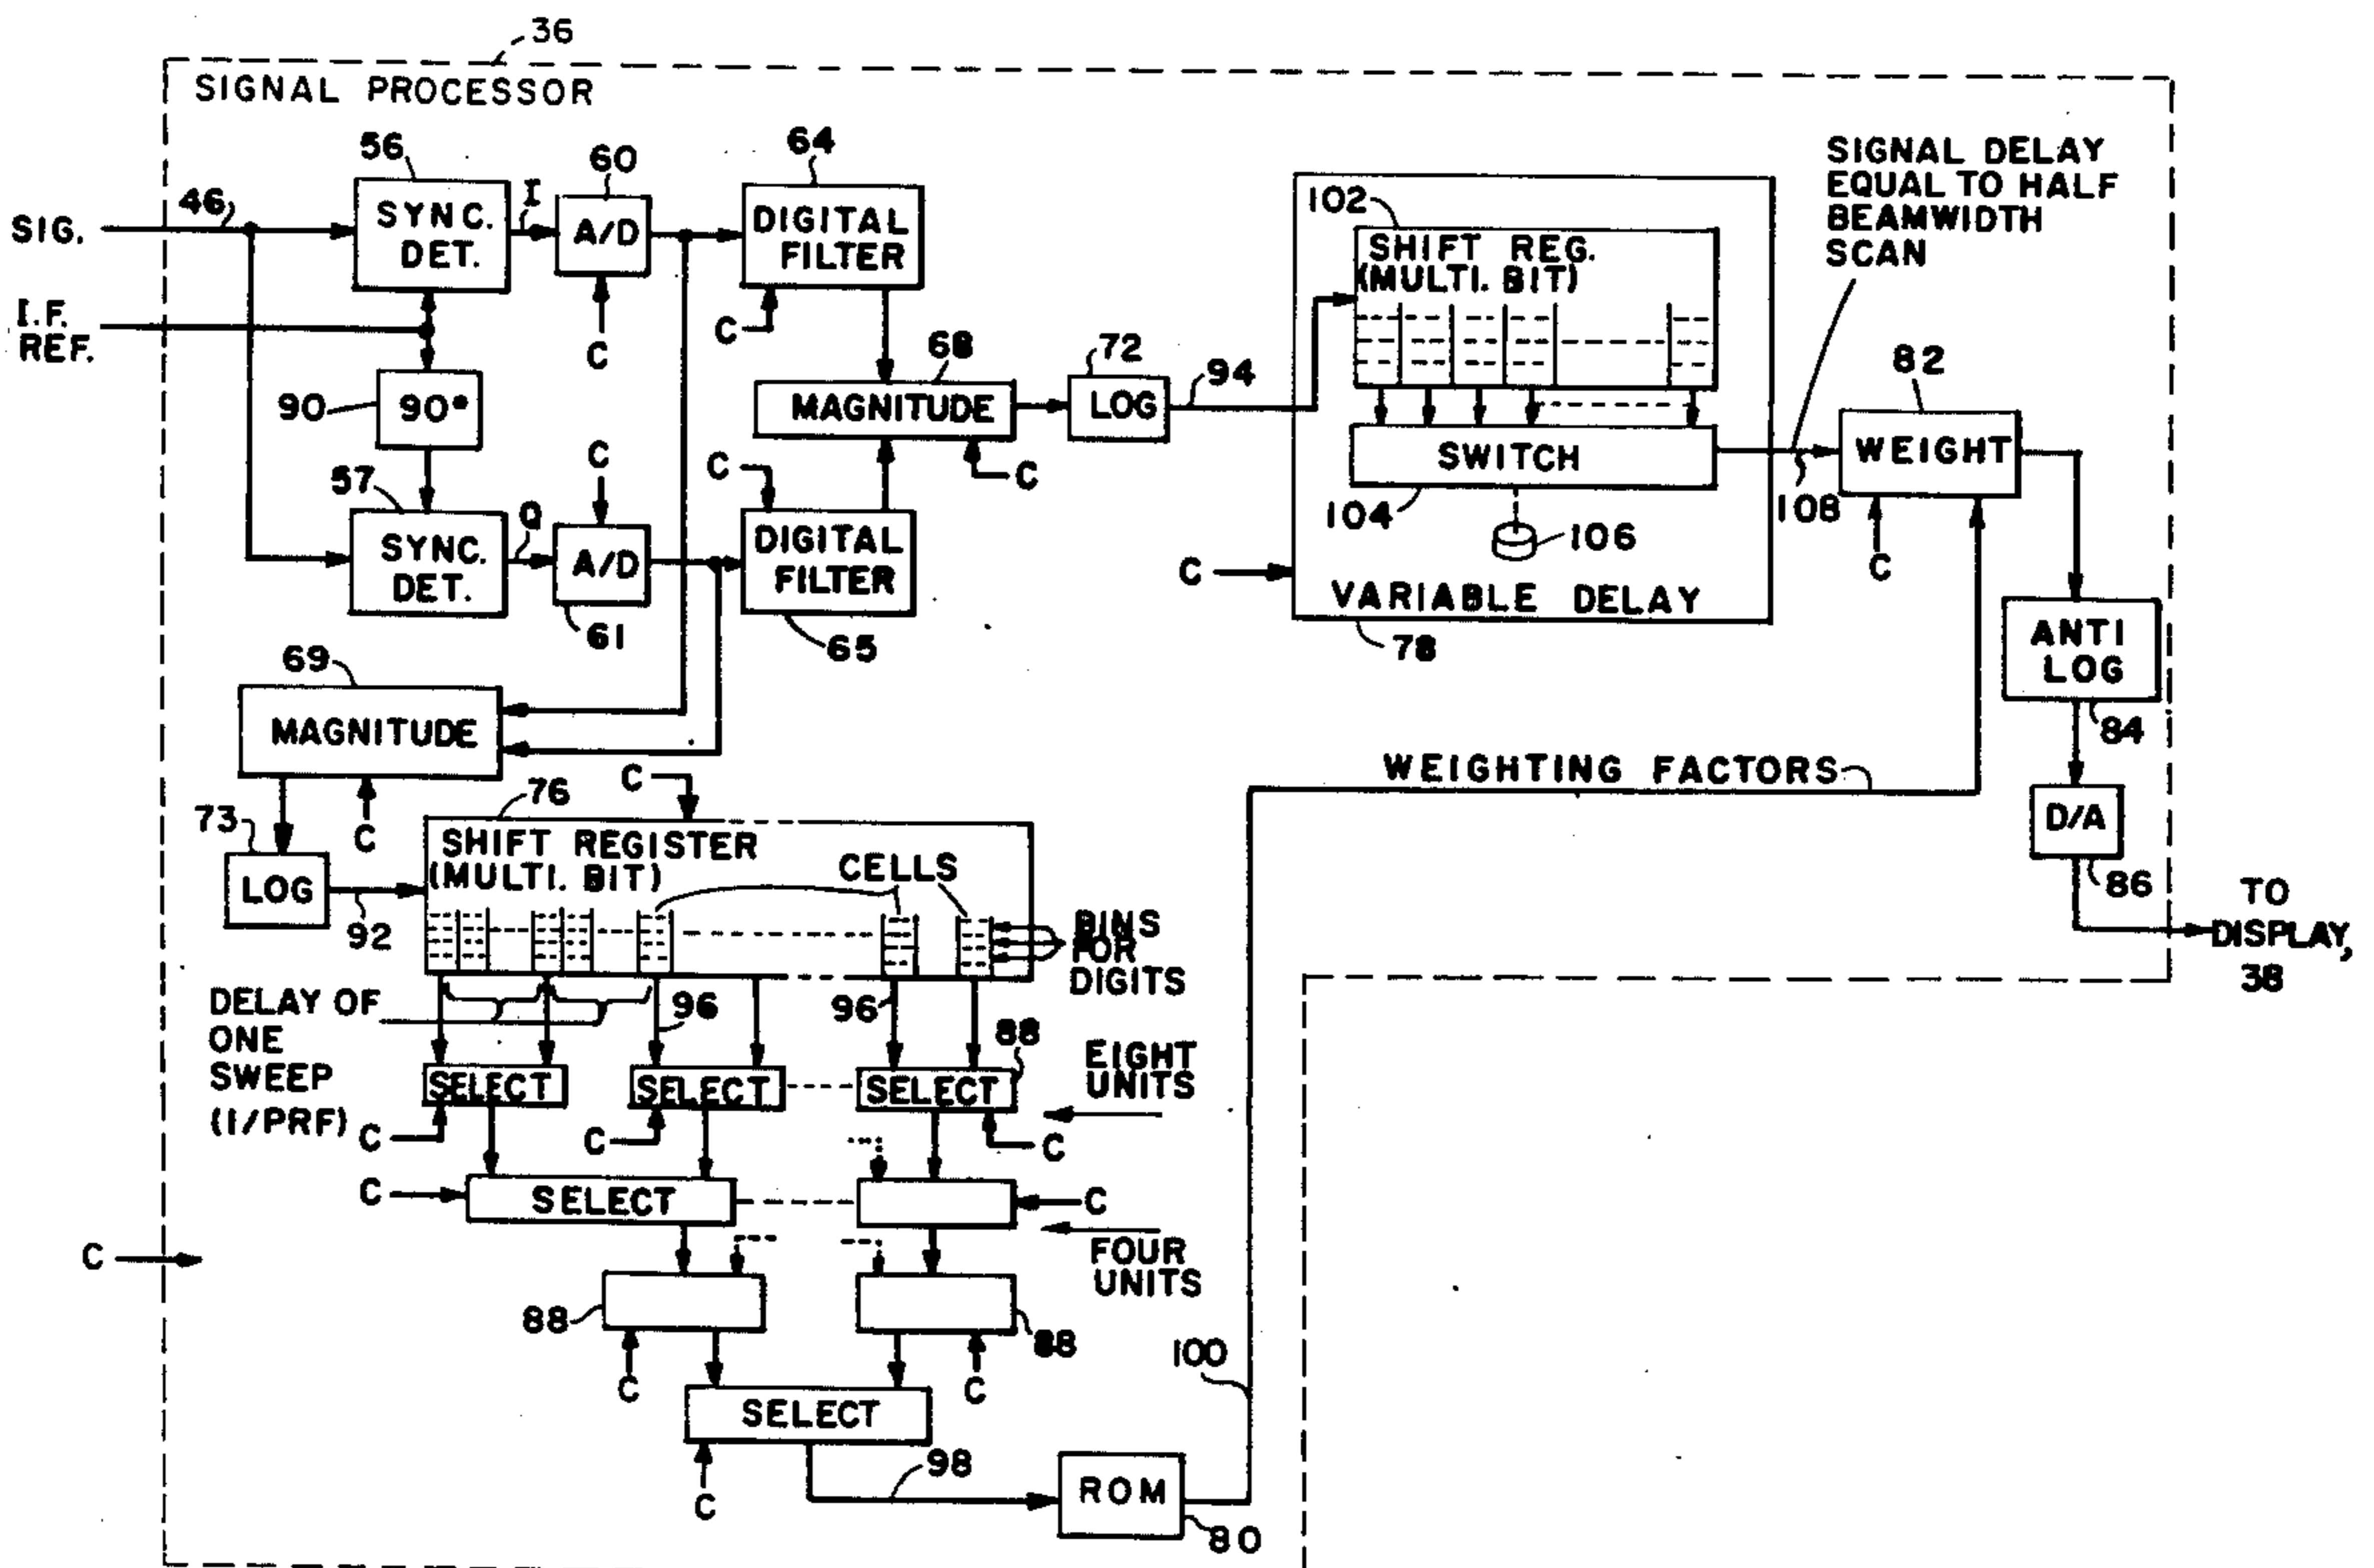 36
SIGNAL PROCESSOR
56
60
64
SIGNAL DELAY
EQUAL TO HALF
BEAMWIDTH
SCAN
SIG.
46
SYNC.
DET.
I
A/D
DIGITAL
FILTER
102
SHIFT REG.
(MULTI. BIT)
I.F.
REF.
C
C
68
72
94
82
90
90°
MAGNITUDE
LOG
SWITCH
WEIGHT
C
C
C
57
104
106
108
C
SYNC.
DET.
Q
A/D
DIGITAL
FILTER
C
VARIABLE DELAY
61
65
78
ANTI
LOG
84
69
MAGNITUDE
WEIGHTING FACTORS
C
76
C
73
LOG
92
SHIFT REGISTER
(MULTI. BIT)
CELLS
BINS
FOR
DIGITS
D/A
86
TO
DISPLAY,
38
DELAY OF
ONE
SWEEP
(1/PRF)
96
96
88
SELECT
SELECT
SELECT
EIGHT
UNITS
C
C
C
C
SELECT
C
FOUR
UNITS
C
88
88
C
C
100
SELECT
C
98
ROM
80